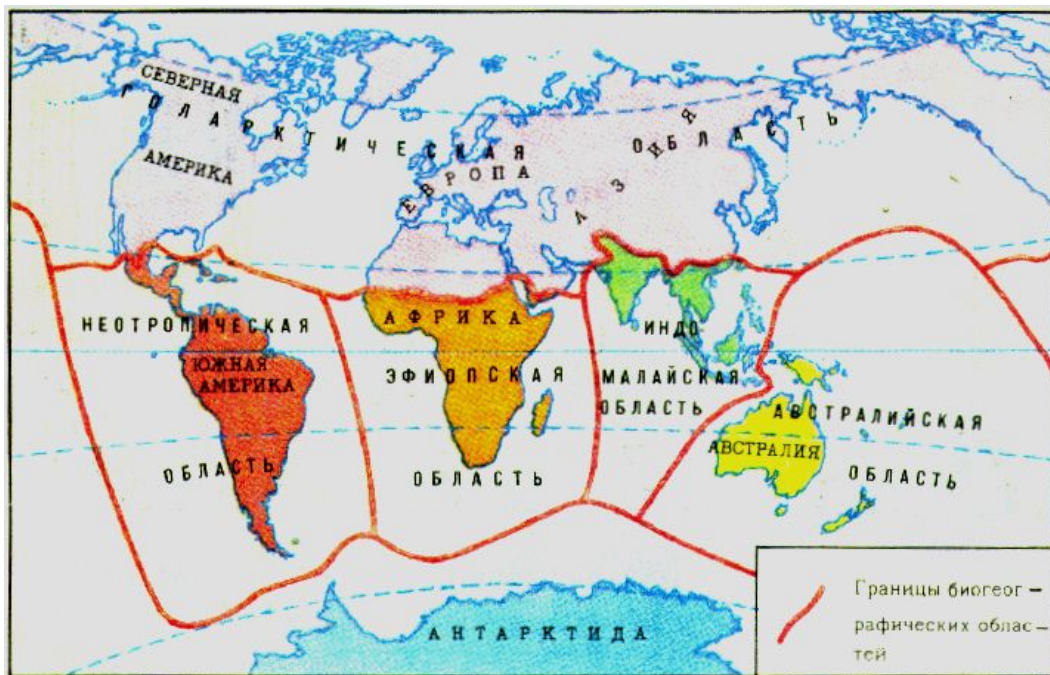 СЕВЕРНАЯ
АМЕРИКА
ГОЛАРКТИЧЕСКАЯ ОБЛАСТЬ
ЕВРОПА
АЗИЯ
НЕОТРОПИЧЕСКАЯ
ОБЛАСТЬ
ЮЖНАЯ
АМЕРИКА
АФРИКА
ЭФИОПСКАЯ
ОБЛАСТЬ
ИНДО
МАЛАЙСКАЯ
ОБЛАСТЬ
АВСТРАЛИЙСКАЯ
ОБЛАСТЬ
АВСТРАЛИЯ
АНТАРКТИДА
Границы биогеог –
рафических облас–
тей